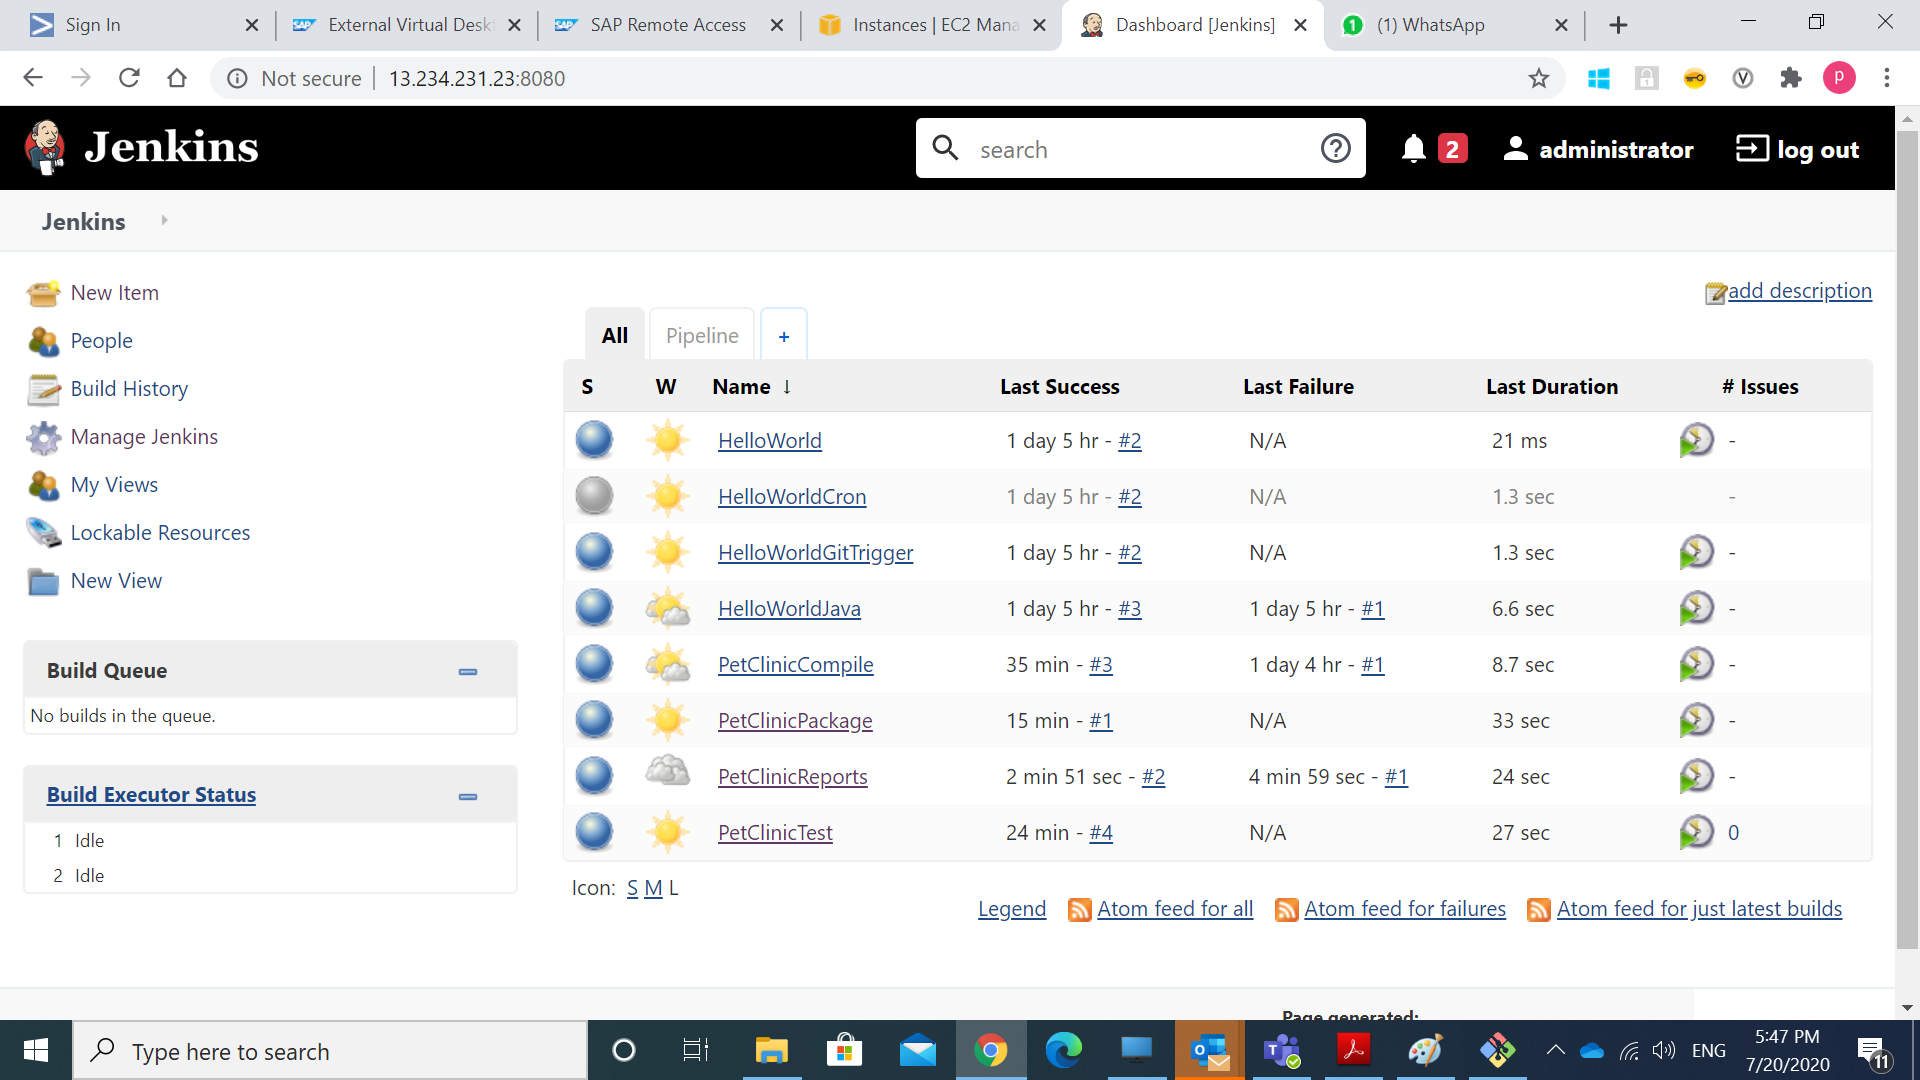 Sign In
External Virtual Desk
SAP Remote Access
Instances | EC2 Mana
Dashboard [Jenkins]
(1) WhatsApp
Not secure | 13.234.231.23:8080
p
Jenkins
search
2
administrator
log out
Jenkins
New Item
People
Build History
Manage Jenkins
My Views
Lockable Resources
New View
Build Queue
No builds in the queue.
Build Executor Status
1 Idle
2 Idle
add description
All Pipeline +
S W Name ↓ Last Success Last Failure Last Duration # Issues
HelloWorld 1 day 5 hr - #2 N/A 21 ms -
HelloWorldCron 1 day 5 hr - #2 N/A 1.3 sec -
HelloWorldGitTrigger 1 day 5 hr - #2 N/A 1.3 sec -
HelloWorldJava 1 day 5 hr - #3 1 day 5 hr - #1 6.6 sec -
PetClinicCompile 35 min - #3 1 day 4 hr - #1 8.7 sec -
PetClinicPackage 15 min - #1 N/A 33 sec -
PetClinicReports 2 min 51 sec - #2 4 min 59 sec - #1 24 sec -
PetClinicTest 24 min - #4 N/A 27 sec 0
Icon: S M L
Legend Atom feed for all Atom feed for failures Atom feed for just latest builds
Page generated:
Type here to search
ENG
5:47 PM
7/20/2020
11